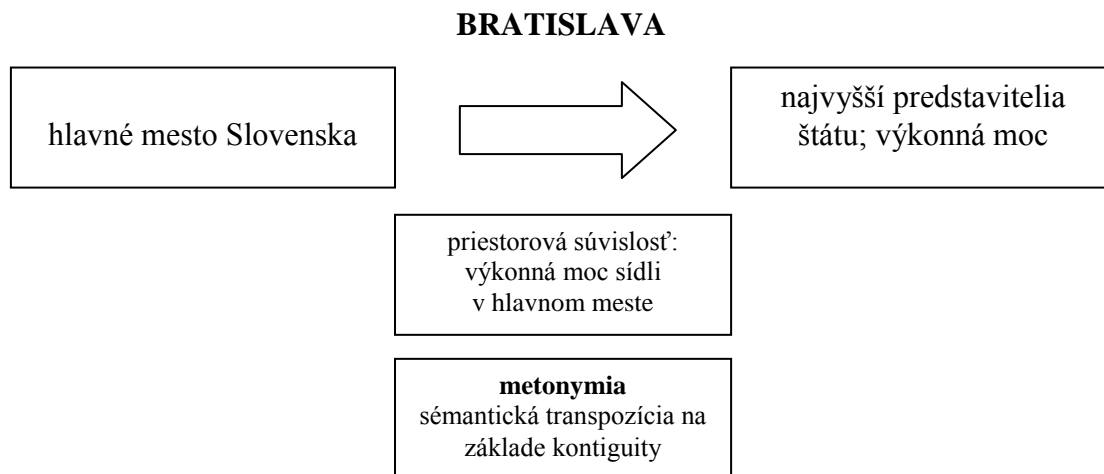 BRATISLAVA
hlavné mesto Slovenska
najvyšší predstavitelia
štátu; výkonná moc
priestorová súvislosť:
výkonná moc sídli
v hlavnom meste
metonymia
sémantická transpozícia na
základe kontiguity